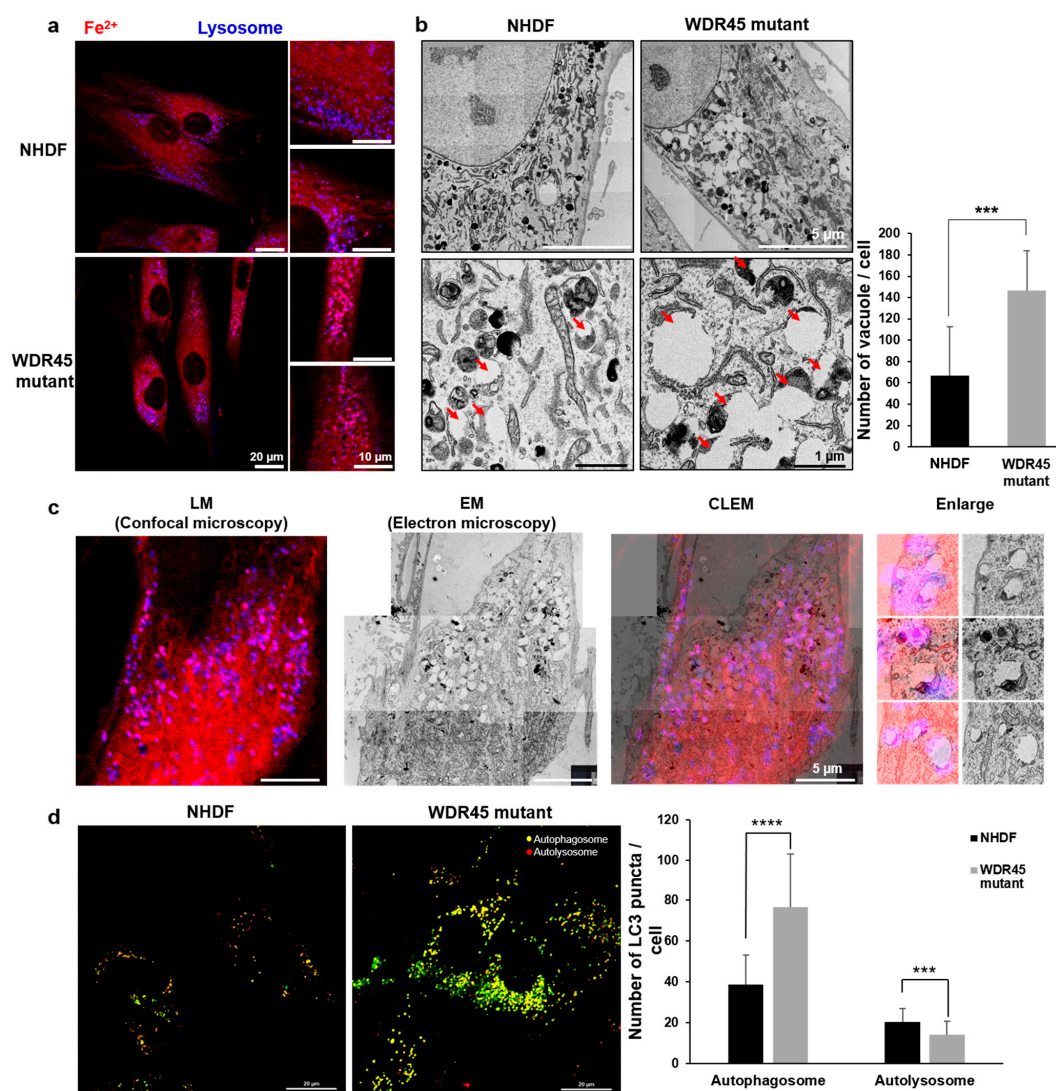 a
Fe²⁺
Lysosome
NHDF
WDR45
mutant
20 µm
10 µm
b
NHDF
WDR45 mutant
5 µm
1 µm
Number of vacuole / cell
200
180
160
140
120
100
80
60
40
20
0
***
NHDF
WDR45
mutant
c
LM
(Confocal microscopy)
EM
(Electron microscopy)
CLEM
Enlarge
5 µm
d
NHDF
WDR45 mutant
Autophagosome
Autolysosome
20 µm
20 µm
Number of LC3 puncta /
cell
120
100
80
60
40
20
0
****
***
NHDF
WDR45
mutant
Autophagosome
Autolysosome